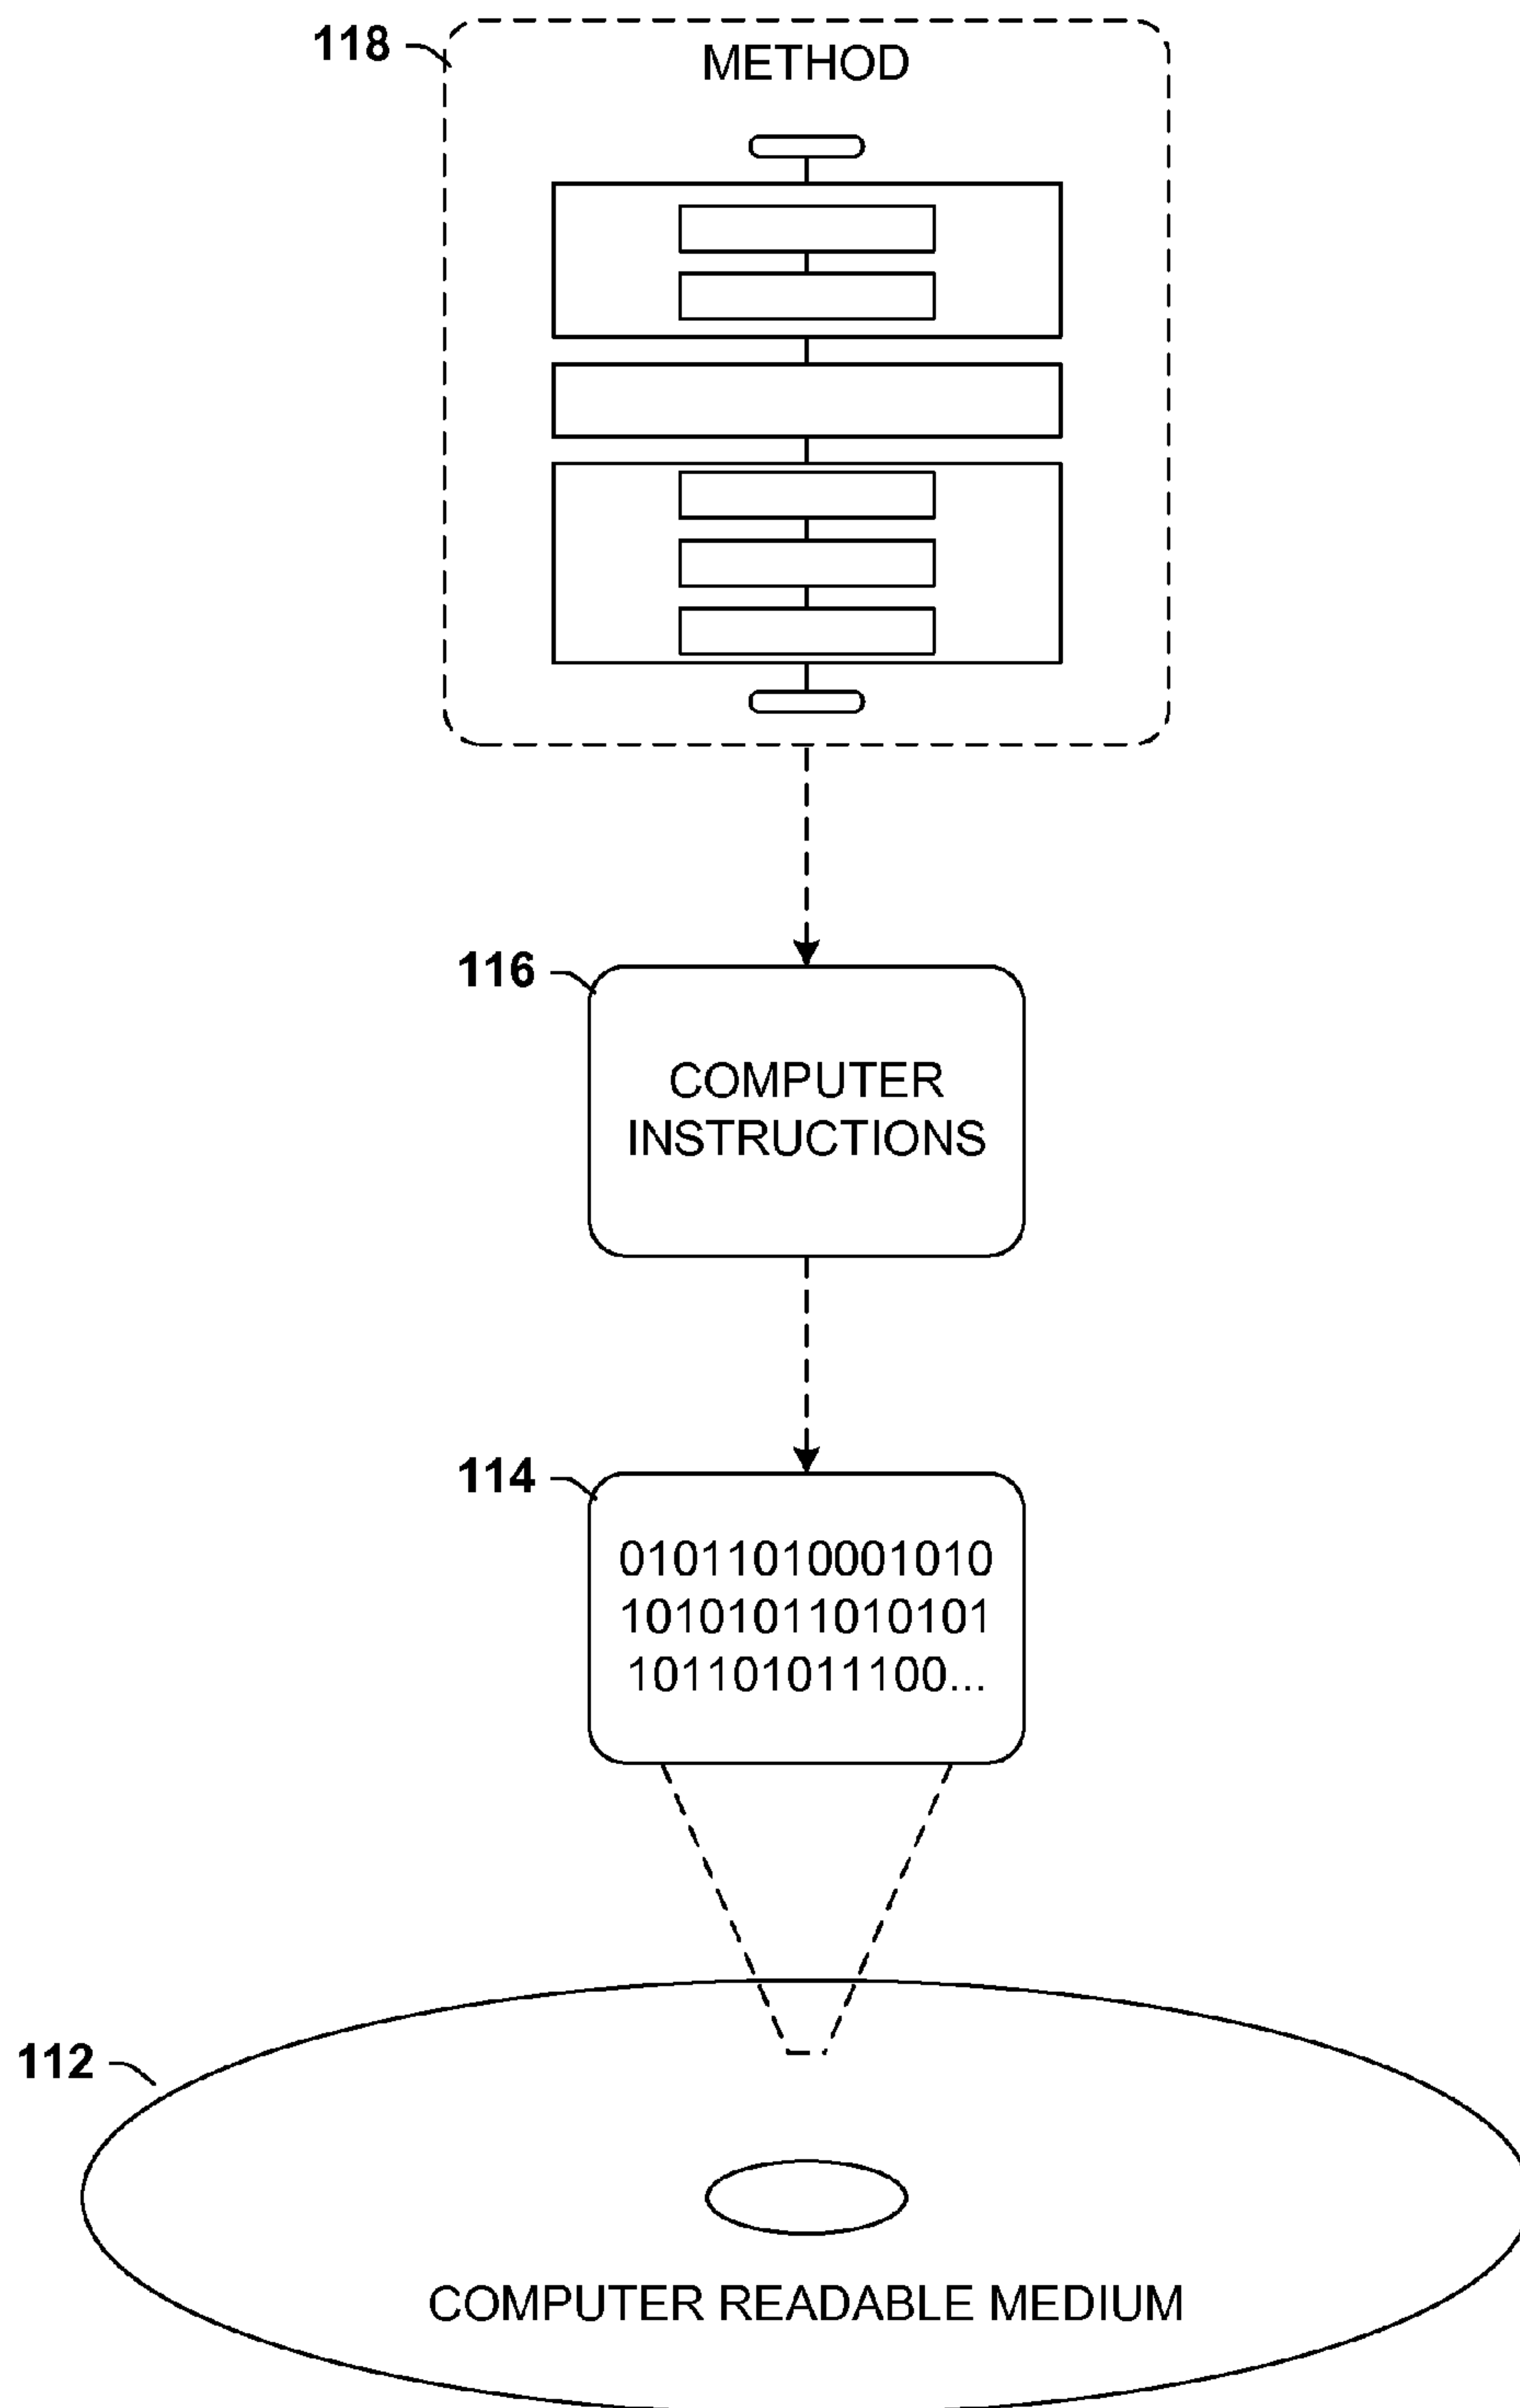 118
METHOD
116
COMPUTER
INSTRUCTIONS
114
01011010001010
10101011010101
101101011100...
112
COMPUTER READABLE MEDIUM